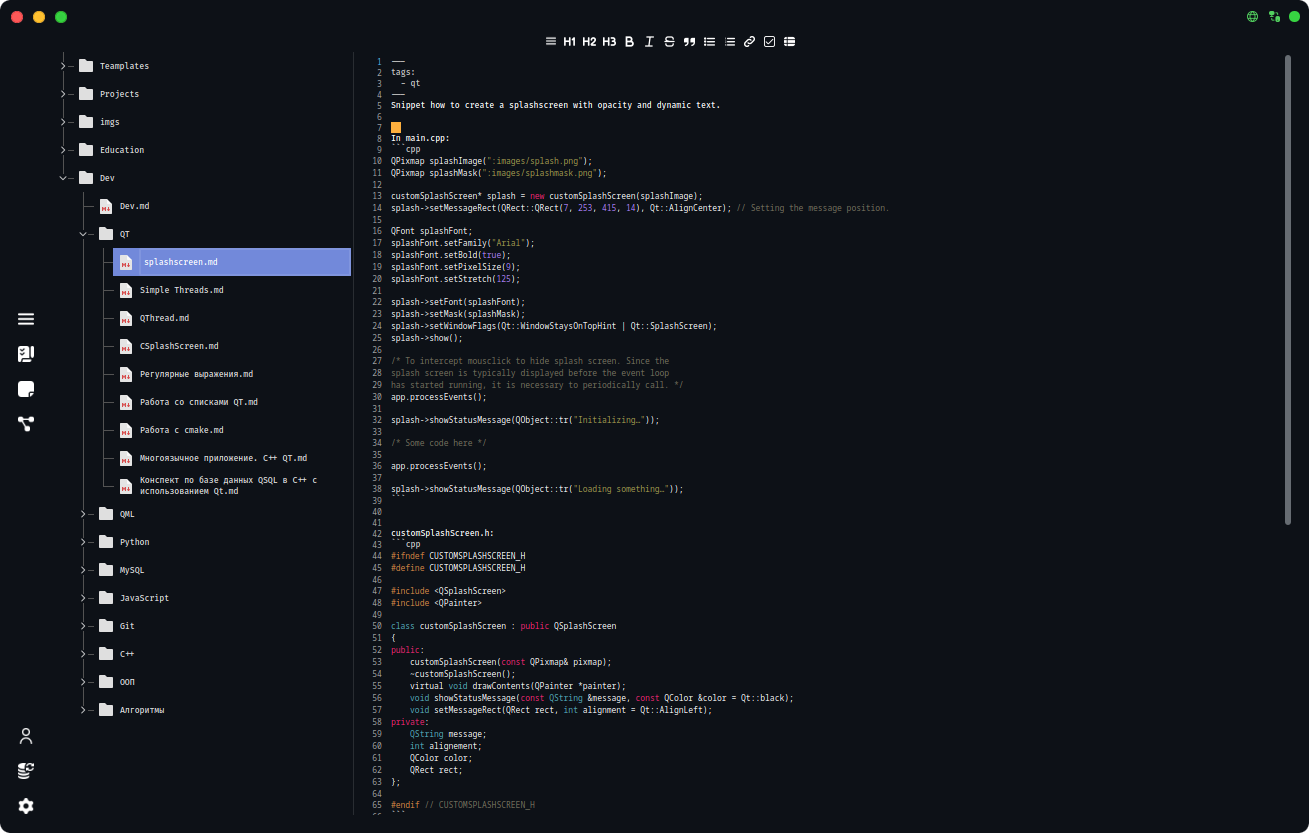 H1 H2 H3 B I S
Teamplates
Projects
imgs
Education
Dev
Dev.md
QT
splashscreen.md
Simple Threads.md
QThread.md
CSplashScreen.md
Регулярные выражения.md
Работа со списками QT.md
Работа с cmake.md
Многоязычное приложение. C++ QT.md
Конспект по базе данных QSQL в C++ с
использованием Qt.md
QML
Python
MySQL
JavaScript
Git
C++
ООП
Алгоритмы
1 ---
2 tags:
3   - qt
4 ---
5 Snippet how to create a splashscreen with opacity and dynamic text.
6
7
8 In main.cpp:
9 ```cpp
10 QPixmap splashImage(":images/splash.png");
11 QPixmap splashMask(":images/splashmask.png");
12
13 customSplashScreen* splash = new customSplashScreen(splashImage);
14 splash->setMessageRect(QRect::QRect(7, 253, 415, 14), Qt::AlignCenter); // Setting the message position.
15
16 QFont splashFont;
17 splashFont.setFamily("Arial");
18 splashFont.setBold(true);
19 splashFont.setPixelSize(9);
20 splashFont.setStretch(125);
21
22 splash->setFont(splashFont);
23 splash->setMask(splashMask);
24 splash->setWindowFlags(Qt::WindowStaysOnTopHint | Qt::SplashScreen);
25 splash->show();
26
27 /* To intercept mousclick to hide splash screen. Since the
28 splash screen is typically displayed before the event loop
29 has started running, it is necessary to periodically call. */
30 app.processEvents();
31
32 splash->showStatusMessage(QObject::tr("Initializing…"));
33
34 /* Some code here */
35
36 app.processEvents();
37
38 splash->showStatusMessage(QObject::tr("Loading something…"));
39 ```
40
41
42 customSplashScreen.h:
43 ```cpp
44 #ifndef CUSTOMSPLASHSCREEN_H
45 #define CUSTOMSPLASHSCREEN_H
46
47 #include <QSplashScreen>
48 #include <QPainter>
49
50 class customSplashScreen : public QSplashScreen
51 {
52 public:
53     customSplashScreen(const QPixmap& pixmap);
54     ~customSplashScreen();
55     virtual void drawContents(QPainter *painter);
56     void showStatusMessage(const QString &message, const QColor &color = Qt::black);
57     void setMessageRect(QRect rect, int alignment = Qt::AlignLeft);
58 private:
59     QString message;
60     int alignement;
61     QColor color;
62     QRect rect;
63 };
64
65 #endif // CUSTOMSPLASHSCREEN_H